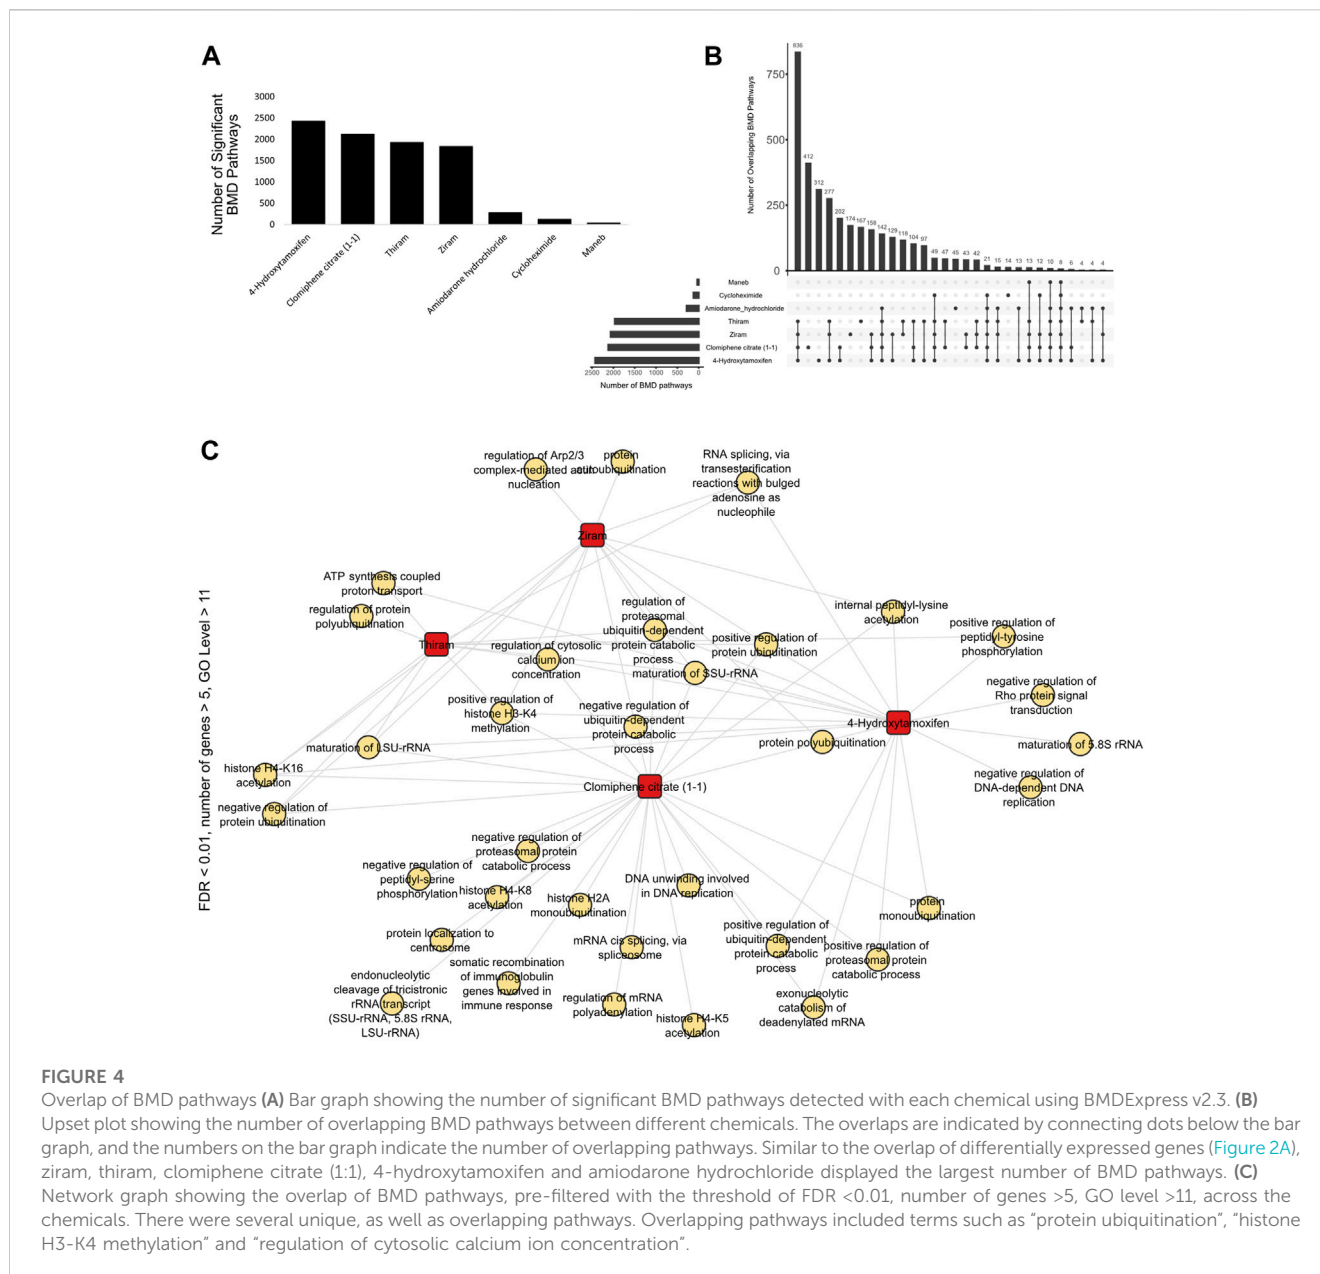 A
Number of Significant
BMD Pathways
3000
2500
2000
1500
1000
500
0
4-Hydroxytamoxifen
Clomiphene citrate (1-1)
Thiram
Ziram
Amiodarone hydrochloride
Cycloheximide
Maneb
B
Number of Overlapping BMD Pathways
750
500
250
0
836
412
312
277
202
174
167
158
142
129
118
104
97
49
47
45
43
42
21
15
14
13
13
12
10
8
6
4
4
4
Maneb
Cycloheximide
Amiodarone_hydrochloride
Thiram
Ziram
Clomiphene citrate (1-1)
4-Hydroxytamoxifen
2500 2000 1500 1000 500 0
Number of BMD pathways
C
FDR < 0.01, number of genes > 5, GO Level > 11
regulation of Arp2/3
complex-mediated actin
nucleation
protein
autoubiquitination
RNA splicing, via
transesterification
reactions with bulged
adenosine as
nucleophile
Ziram
ATP synthesis coupled
proton transport
regulation of protein
polyubiquitination
Thiram
regulation of cytosolic
calcium ion
concentration
regulation of
proteasomal
ubiquitin-dependent
protein catabolic
process
maturation of SSU-rRNA
positive regulation of
protein ubiquitination
internal peptidyl-lysine
acetylation
positive regulation of
peptidyl-tyrosine
phosphorylation
negative regulation of
Rho protein signal
transduction
4-Hydroxytamoxifen
maturation of 5.8S rRNA
negative regulation of
DNA-dependent DNA
replication
protein polyubiquitination
positive regulation of
histone H3-K4
methylation
negative regulation of
ubiquitin-dependent
protein catabolic
process
maturation of LSU-rRNA
histone H4-K16
acetylation
negative regulation of
protein ubiquitination
Clomiphene citrate (1-1)
negative regulation of
proteasomal protein
catabolic process
negative regulation of
peptidyl-serine
phosphorylation
histone H4-K8
acetylation
histone H2A
monoubiquitination
DNA unwinding involved
in DNA replication
protein
monoubiquitination
protein localization to
centrosome
mRNA cis splicing, via
spliceosome
positive regulation of
ubiquitin-dependent
protein catabolic
process
positive regulation of
proteasomal protein
catabolic process
somatic recombination
of immunoglobulin
genes involved in
immune response
endonucleolytic
cleavage of tricistronic
rRNA transcript
(SSU-rRNA, 5.8S rRNA,
LSU-rRNA)
regulation of mRNA
polyadenylation
histone H4-K5
acetylation
exonucleolytic
catabolism of
deadenylated mRNA
FIGURE 4
Overlap of BMD pathways (A) Bar graph showing the number of significant BMD pathways detected with each chemical using BMDExpress v2.3. (B)
Upset plot showing the number of overlapping BMD pathways between different chemicals. The overlaps are indicated by connecting dots below the bar
graph, and the numbers on the bar graph indicate the number of overlapping pathways. Similar to the overlap of differentially expressed genes (Figure 2A),
ziram, thiram, clomiphene citrate (1:1), 4-hydroxytamoxifen and amiodarone hydrochloride displayed the largest number of BMD pathways. (C)
Network graph showing the overlap of BMD pathways, pre-filtered with the threshold of FDR <0.01, number of genes >5, GO level >11, across the
chemicals. There were several unique, as well as overlapping pathways. Overlapping pathways included terms such as “protein ubiquitination”, “histone
H3-K4 methylation” and “regulation of cytosolic calcium ion concentration”.